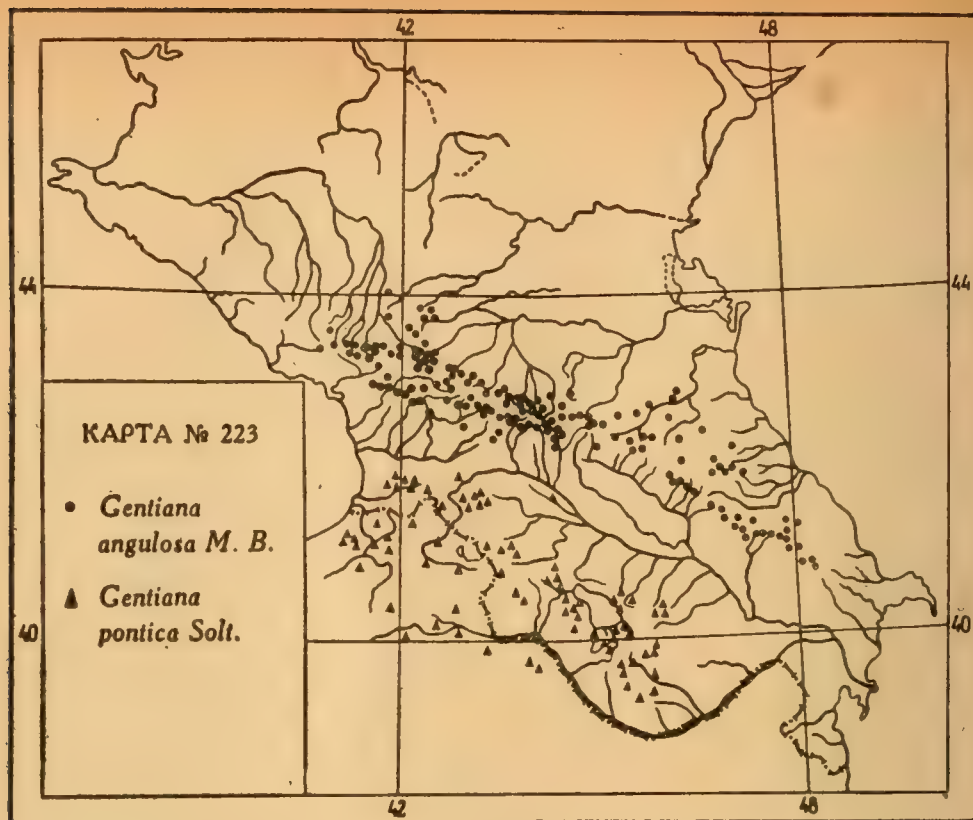 42 48
44 44
КАРТА № 223
Gentiana
angulosa M. B.
Gentiana
pontica Solt.
40 40
42 48